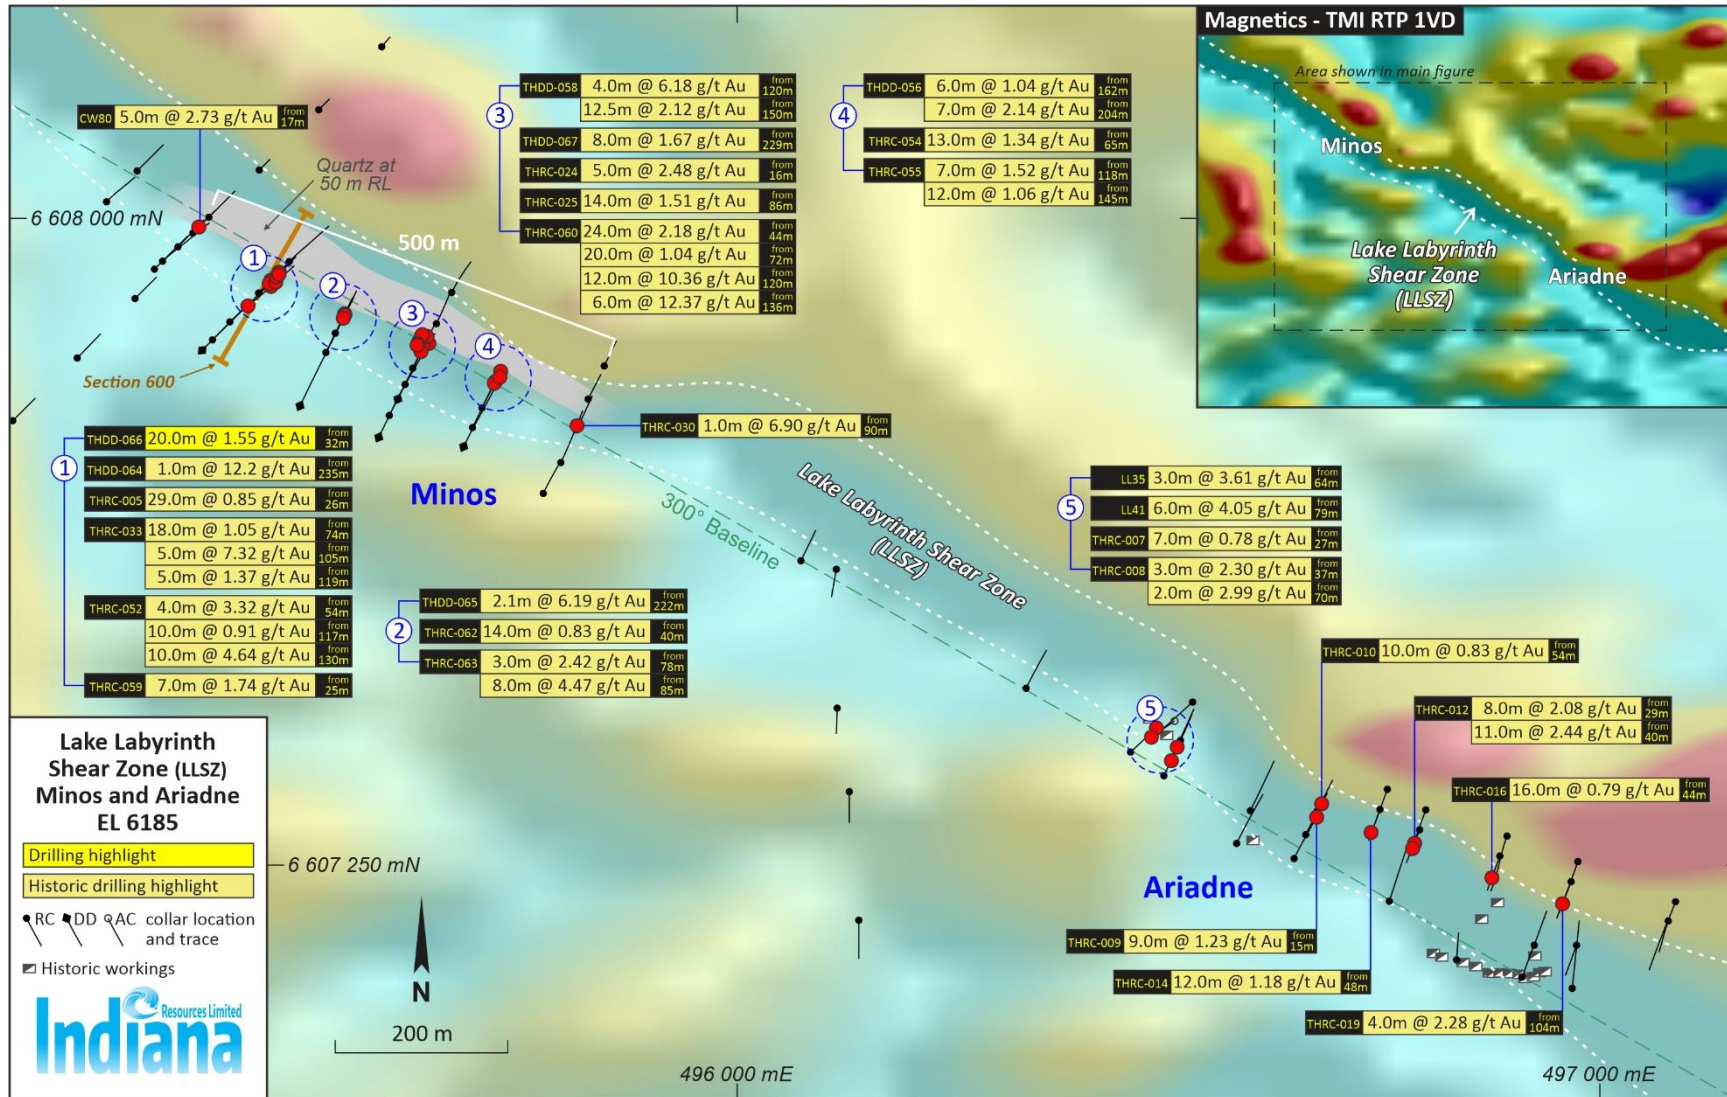 Magnetics - TMI RTP 1VD
Area shown in main figure
Minos
Lake Labyrinth
Shear Zone
(LLSZ)
Ariadne
CW80 5.0m @ 2.73 g/t Au from 17m
Quartz at
50 m RL
6 608 000 mN
500 m
1
2
3
4
Section 600
3
THDD-058 4.0m @ 6.18 g/t Au from 120m
12.5m @ 2.12 g/t Au from 150m
THDD-067 8.0m @ 1.67 g/t Au from 229m
THRC-024 5.0m @ 2.48 g/t Au from 16m
THRC-025 14.0m @ 1.51 g/t Au from 86m
THRC-060 24.0m @ 2.18 g/t Au from 44m
20.0m @ 1.04 g/t Au from 72m
12.0m @ 10.36 g/t Au from 120m
6.0m @ 12.37 g/t Au from 136m
4
THDD-056 6.0m @ 1.04 g/t Au from 162m
7.0m @ 2.14 g/t Au from 204m
THRC-054 13.0m @ 1.34 g/t Au from 65m
THRC-055 7.0m @ 1.52 g/t Au from 118m
12.0m @ 1.06 g/t Au from 145m
THRC-030 1.0m @ 6.90 g/t Au from 90m
1
THDD-066 20.0m @ 1.55 g/t Au from 32m
THDD-064 1.0m @ 12.2 g/t Au from 235m
THRC-005 29.0m @ 0.85 g/t Au from 26m
THRC-033 18.0m @ 1.05 g/t Au from 74m
5.0m @ 7.32 g/t Au from 105m
5.0m @ 1.37 g/t Au from 119m
THRC-052 4.0m @ 3.32 g/t Au from 54m
10.0m @ 0.91 g/t Au from 117m
10.0m @ 4.64 g/t Au from 130m
THRC-059 7.0m @ 1.74 g/t Au from 25m
Minos
2
THDD-065 2.1m @ 6.19 g/t Au from 222m
THRC-062 14.0m @ 0.83 g/t Au from 40m
THRC-063 3.0m @ 2.42 g/t Au from 78m
8.0m @ 4.47 g/t Au from 85m
300° Baseline
Lake Labyrinth Shear Zone
(LLSZ)
5
LL35 3.0m @ 3.61 g/t Au from 64m
LL41 6.0m @ 4.05 g/t Au from 79m
THRC-007 7.0m @ 0.78 g/t Au from 27m
THRC-008 3.0m @ 2.30 g/t Au from 37m
2.0m @ 2.99 g/t Au from 70m
5
THRC-010 10.0m @ 0.83 g/t Au from 54m
THRC-012 8.0m @ 2.08 g/t Au from 29m
11.0m @ 2.44 g/t Au from 40m
THRC-016 16.0m @ 0.79 g/t Au from 44m
Ariadne
THRC-009 9.0m @ 1.23 g/t Au from 15m
THRC-014 12.0m @ 1.18 g/t Au from 48m
THRC-019 4.0m @ 2.28 g/t Au from 104m
6 607 250 mN
N
200 m
496 000 mE
497 000 mE
Lake Labyrinth
Shear Zone (LLSZ)
Minos and Ariadne
EL 6185
Drilling highlight
Historic drilling highlight
RC DD AC collar location
and trace
Historic workings
Indiana
Resources Limited